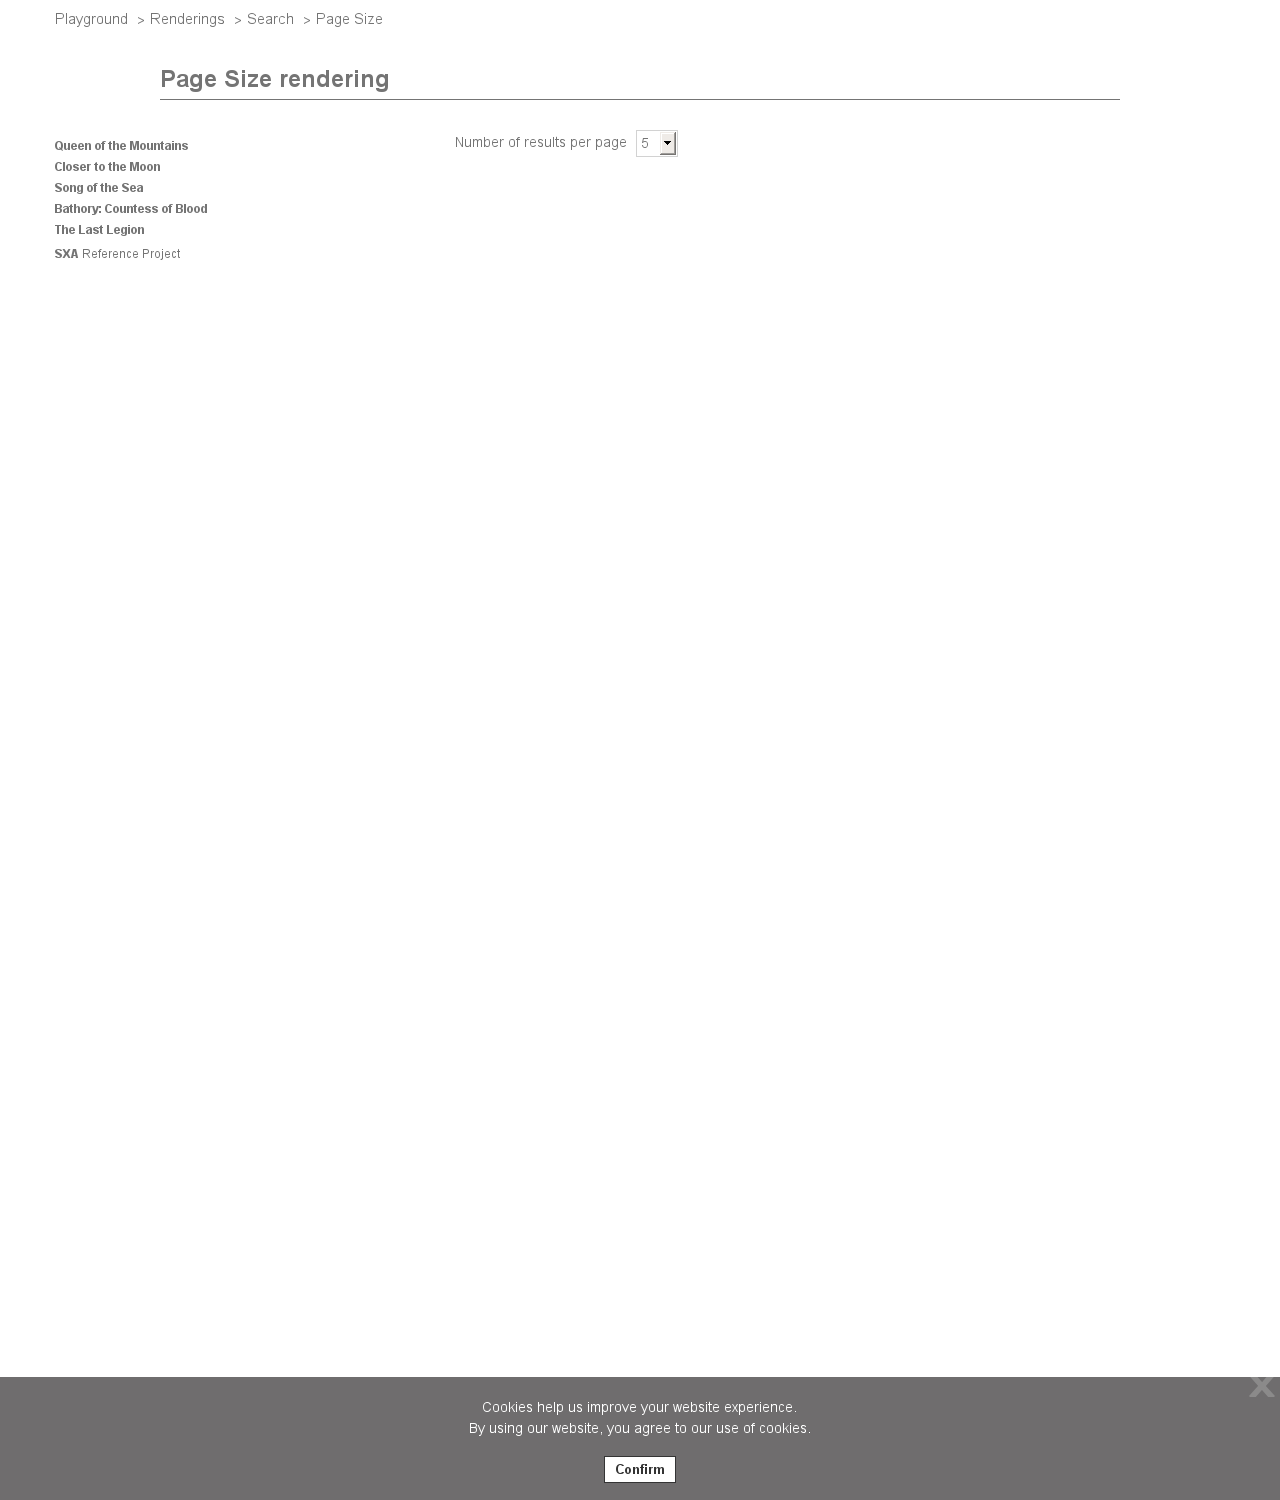 Playground > Renderings > Search > Page Size
Page Size rendering
Queen of the Mountains
Closer to the Moon
Song of the Sea
Bathory: Countess of Blood
The Last Legion
SXA Reference Project
Number of results per page 5
X
Cookies help us improve your website experience.
By using our website, you agree to our use of cookies.
Confirm